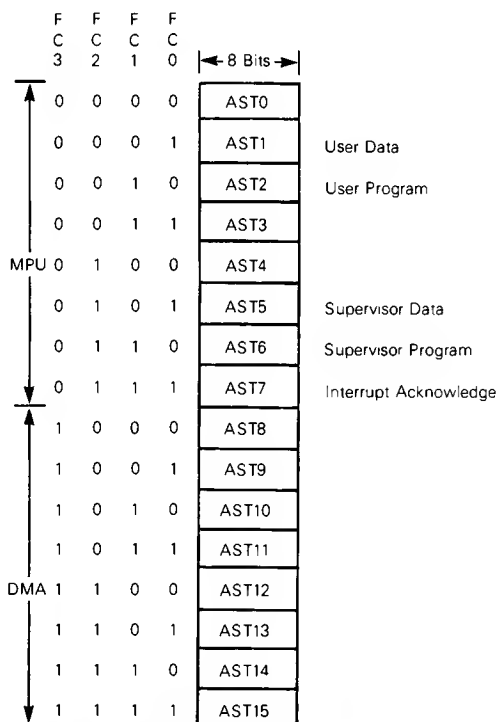 F F F F
C C C C
3 2 1 0 8 Bits
0 0 0 0 AST0
0 0 0 1 AST1 User Data
0 0 1 0 AST2 User Program
0 0 1 1 AST3
MPU 0 1 0 0 AST4
0 1 0 1 AST5 Supervisor Data
0 1 1 0 AST6 Supervisor Program
0 1 1 1 AST7 Interrupt Acknowledge
1 0 0 0 AST8
1 0 0 1 AST9
1 0 1 0 AST10
1 0 1 1 AST11
DMA 1 1 0 0 AST12
1 1 0 1 AST13
1 1 1 0 AST14
1 1 1 1 AST15